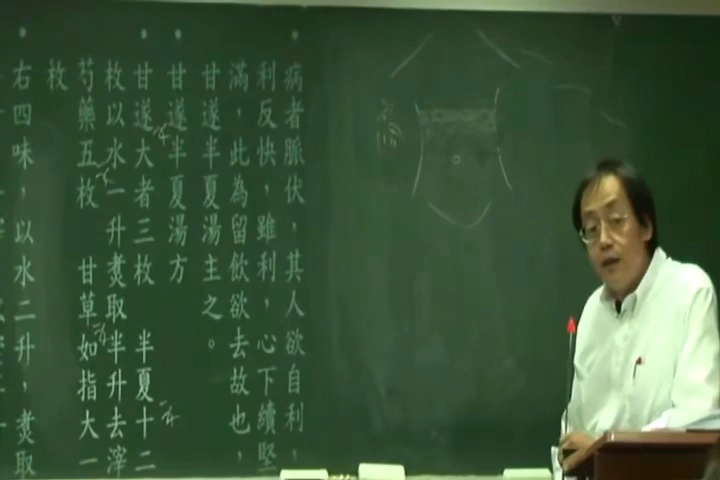 病者脈伏，其人欲自利，
利反快，雖利，心下續堅
滿，此為留飲欲去故也，
甘遂半夏湯主之。
甘遂半夏湯方
甘遂大者三枚　半夏十二
枚以水一升煑取半升去滓
芍藥五枚　甘草如指大一
枚
右四味，以水二升，煑取